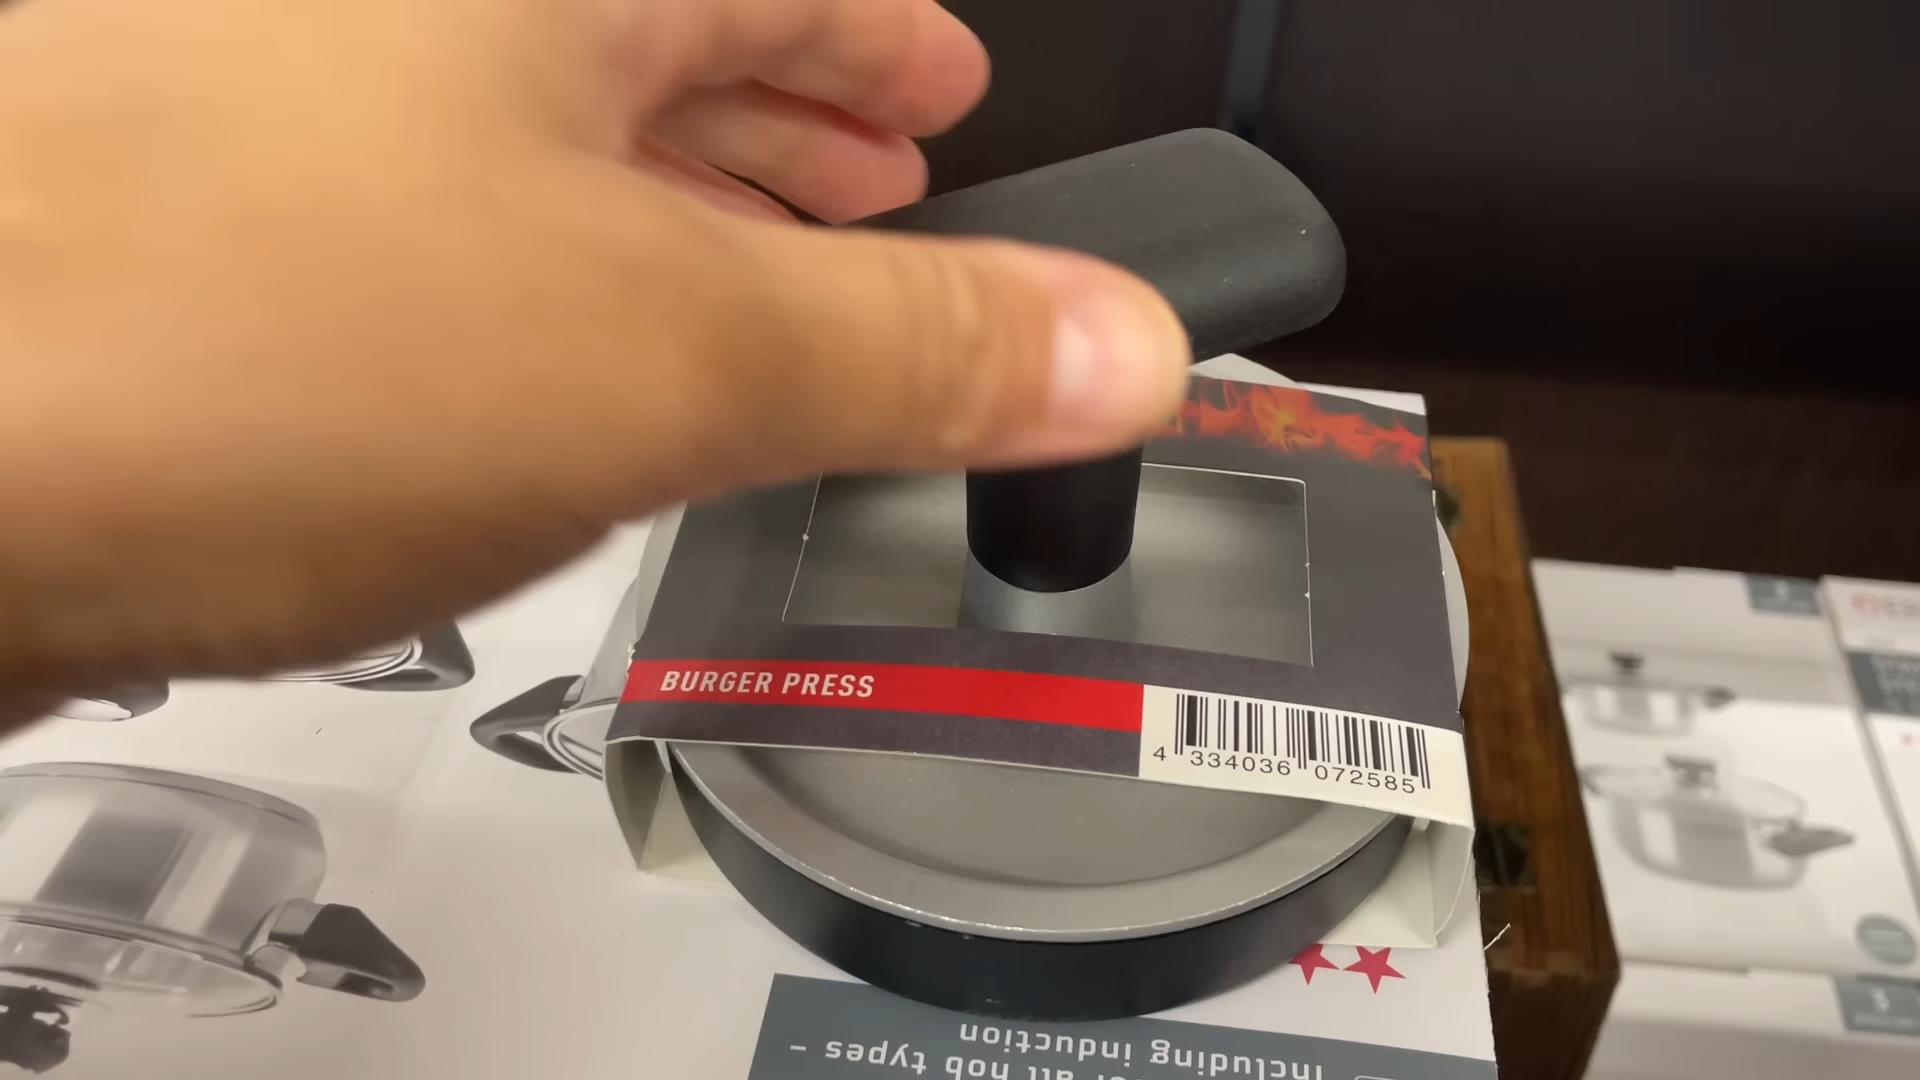 BURGER PRESS
4 334036 072585
all hob types –
including induction